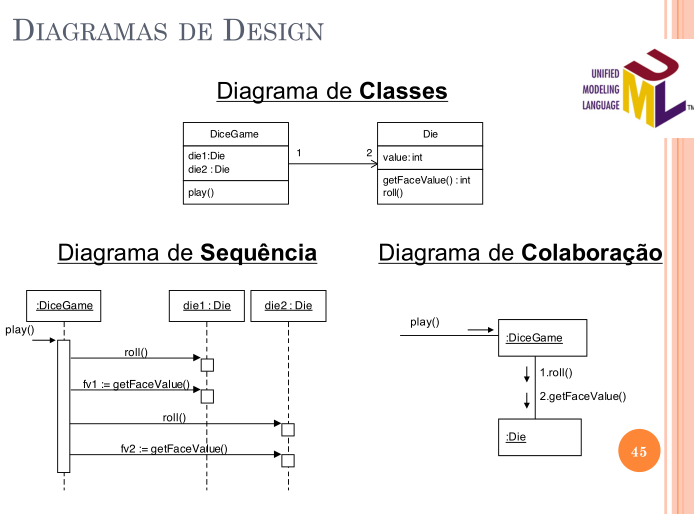 DIAGRAMAS DE DESIGN
UNIFIED
MODELING
LANGUAGE
UML
TM
Diagrama de Classes
DiceGame
die1:Die
die2 : Die
play()
1
2
Die
value: int
getFaceValue() : int
roll()
Diagrama de Sequência
:DiceGame
die1 : Die
die2 : Die
play()
roll()
fv1 := getFaceValue()
roll()
fv2 := getFaceValue()
Diagrama de Colaboração
play()
:DiceGame
1.roll()
2.getFaceValue()
:Die
45